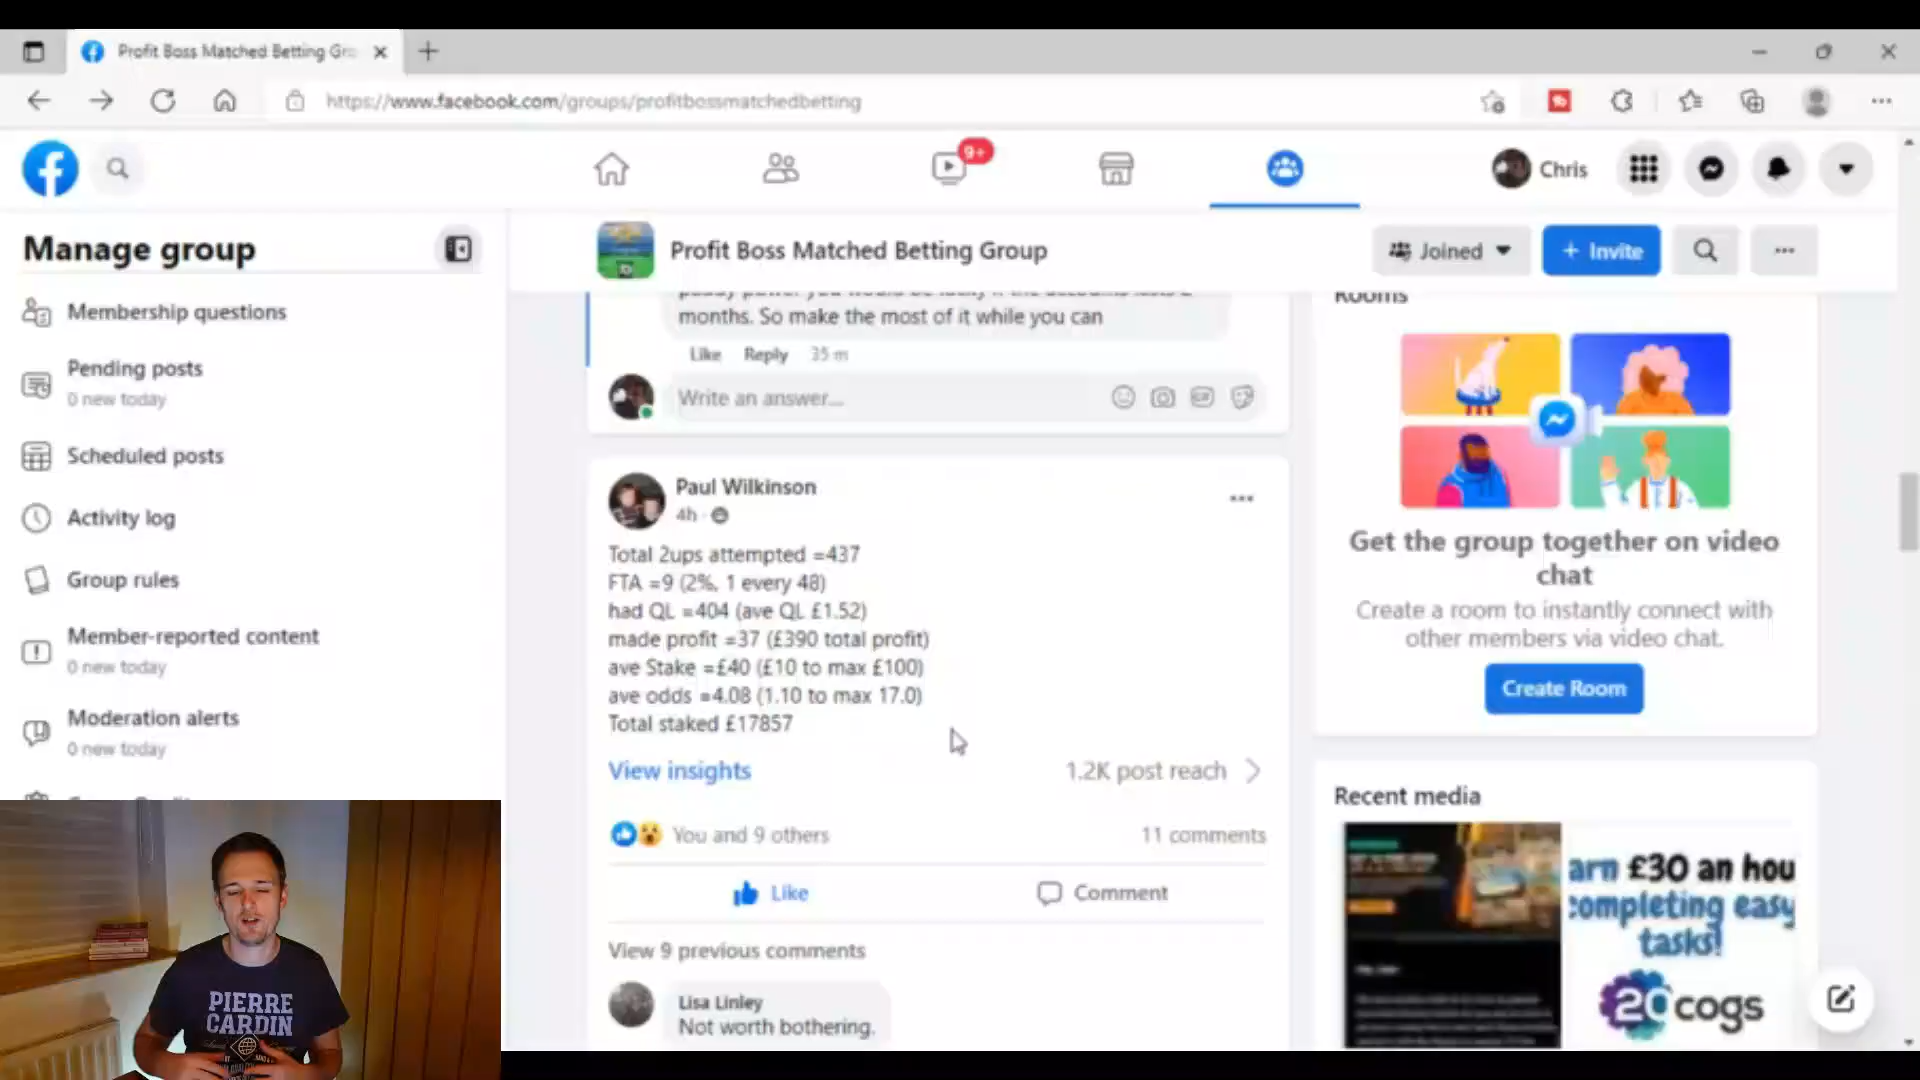 Profit Boss Matched Betting Gr
https://www.facebook.com/groups/profitbossmatchedbetting
9+
Chris
Manage group
Profit Boss Matched Betting Group
Joined
+ Invite
Membership questions
Pending posts
0 new today
Scheduled posts
Activity log
Group rules
Member-reported content
0 new today
Moderation alerts
0 new today
months. So make the most of it while you can
Like Reply 35 m
Write an answer...
GIF
Paul Wilkinson
4h
Total 2ups attempted =437
FTA =9 (2%, 1 every 48)
had QL =404 (ave QL £1.52)
made profit =37 (£390 total profit)
ave Stake =£40 (£10 to max £100)
ave odds =4.08 (1.10 to max 17.0)
Total staked £17857
View insights
1.2K post reach
You and 9 others
11 comments
Like
Comment
View 9 previous comments
Lisa Linley
Not worth bothering.
Rooms
Get the group together on video
chat
Create a room to instantly connect with
other members via video chat.
Create Room
Recent media
arn £30 an hou
completing easy
tasks!
20cogs
PIERRE
CARDIN